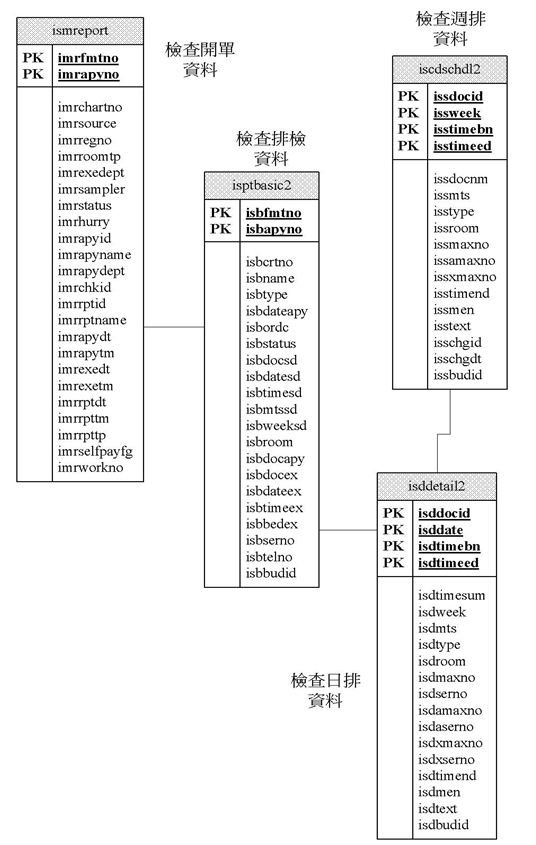 ismreport
PK imrfmtno
PK imrapyno
imrchartno
imrsource
imrregno
imrroomtp
imrexedept
imrsampler
imrstatus
imrhurry
imrapyid
imrapyname
imrapydept
imrchkid
imrrptid
imrrptname
imrapydt
imrapytm
imrexedt
imrexetm
imrrptdt
imrrpttm
imrrpttp
imrselfpayfg
imrworkno
檢查開單
資料
檢查排檢
資料
isptbasic2
PK isbfmtno
PK isbapyno
isbcrtno
isbname
isbtype
isbdateapy
isbordc
isbstatus
isbdocsd
isbdatesd
isbtimesd
isbmtssd
isbweeksd
isbroom
isbdocapy
isbdocex
isbdateex
isbtimeex
isbbedex
isbserno
isbtelno
isbbudid
檢查週排
資料
iscdschdl2
PK issdocid
PK issweek
PK isstimebn
PK isstimeed
issdocnm
issmts
isstype
issroom
issmaxno
issamaxno
issxmaxno
isstimend
issmen
isstext
isschgid
isschgdt
issbudid
檢查日排
資料
isddetail2
PK isddocid
PK isddate
PK isdtimebn
PK isdtimeed
isdtimesum
isdweek
isdmts
isdtype
isdroom
isdmaxno
isdserno
isdamaxno
isdaserno
isdxmaxno
isdxserno
isdtimend
isdmen
isdtext
isdbudid